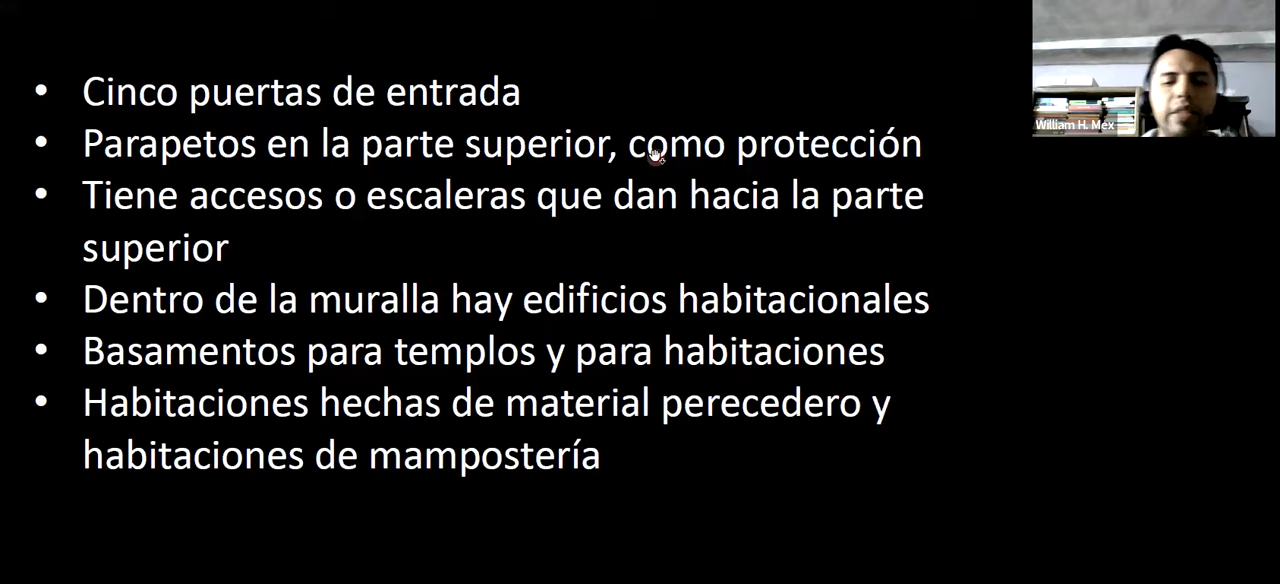 • Cinco puertas de entrada
• Parapetos en la parte superior, como protección
• Tiene accesos o escaleras que dan hacia la parte
superior
• Dentro de la muralla hay edificios habitacionales
• Basamentos para templos y para habitaciones
• Habitaciones hechas de material perecedero y
habitaciones de mampostería
William H. Mex